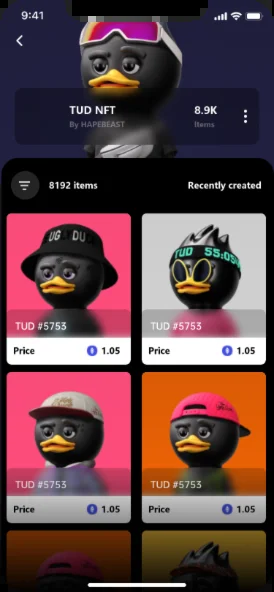 9:41
TUD NFT
8.9K
By HAPEBEAST
Items
8192 items
Recently created
UG DU
TUD 55:05
TUD #5753
TUD #5753
Price
1.05
Price
1.05
TUD #5753
TUD #5753
Price
1.05
Price
1.05